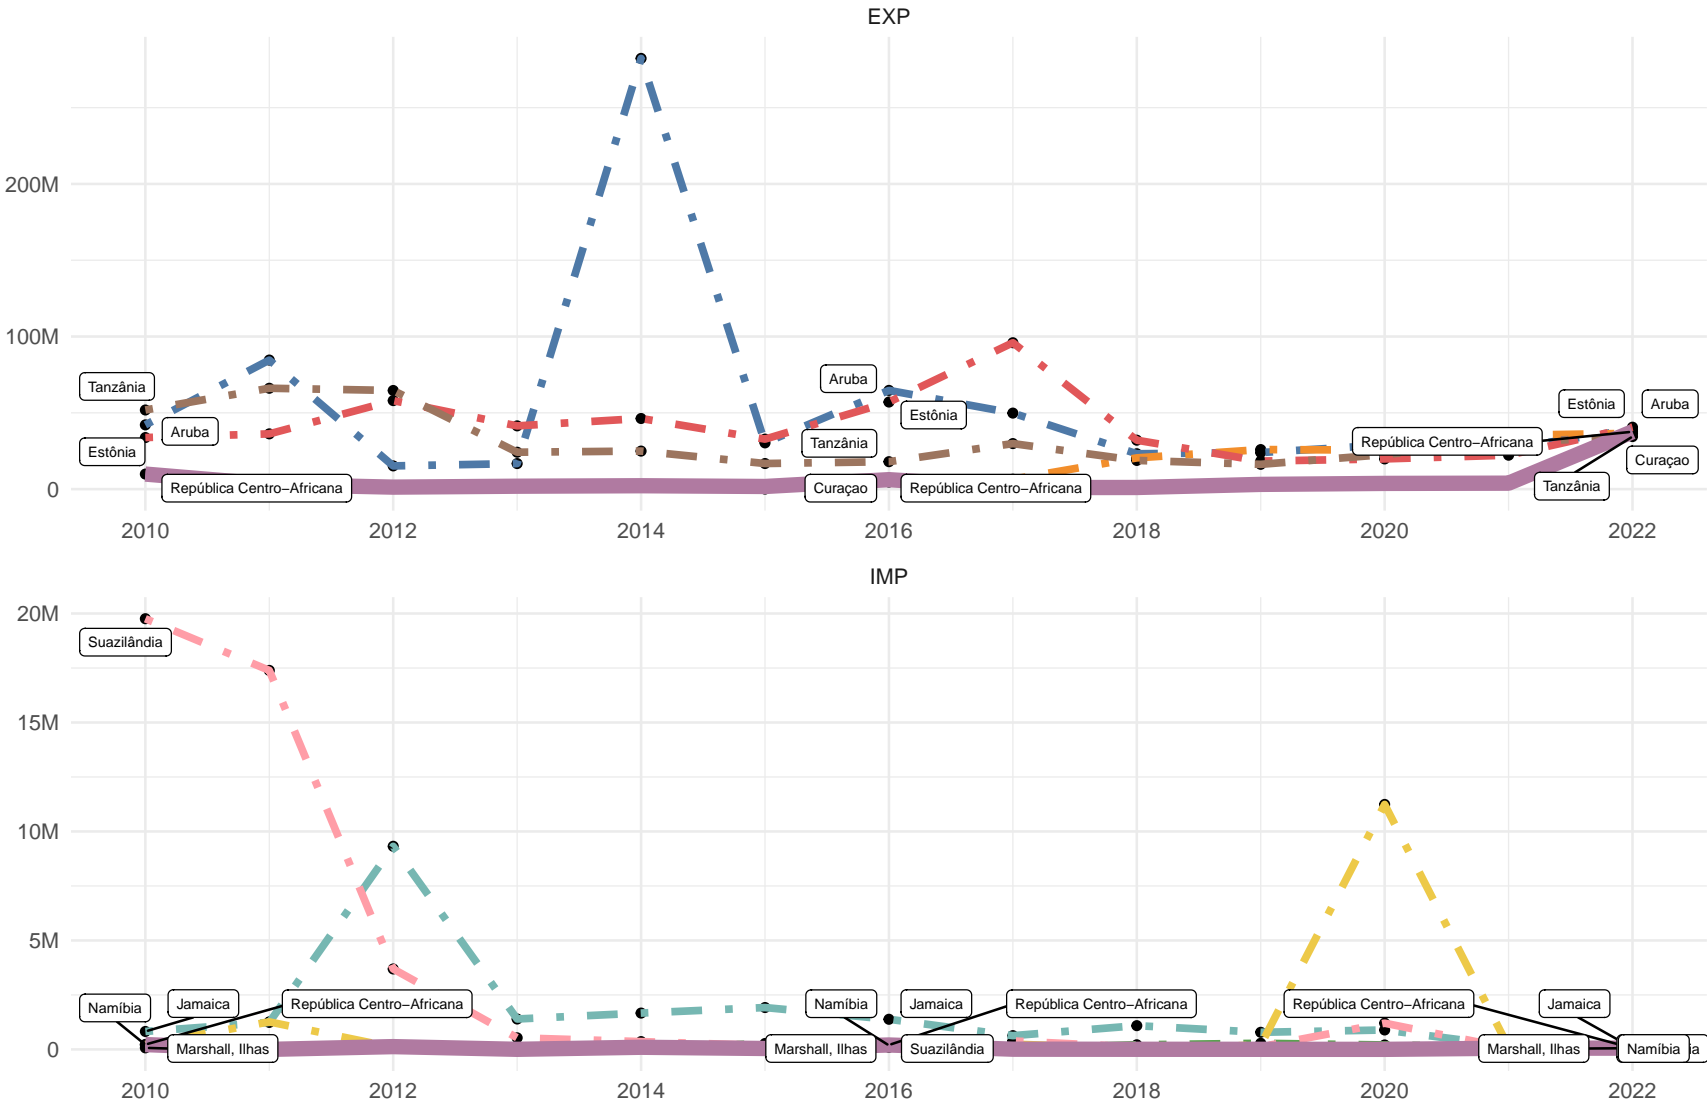 EXP
200M
100M
0
Tanzânia
Aruba
Estônia
República Centro−Africana
Aruba
Estônia
Tanzânia
Curaçao
República Centro−Africana
Estônia
Aruba
República Centro−Africana
Curaçao
Tanzânia
2010 2012 2014 2016 2018 2020 2022
IMP
20M
15M
10M
5M
0
Suazilândia
Namíbia
Jamaica
República Centro−Africana
Marshall, Ilhas
Namíbia
Jamaica
República Centro−Africana
Marshall, Ilhas
Suazilândia
República Centro−Africana
Jamaica
Marshall, Ilhas
Namíbia
2010 2012 2014 2016 2018 2020 2022